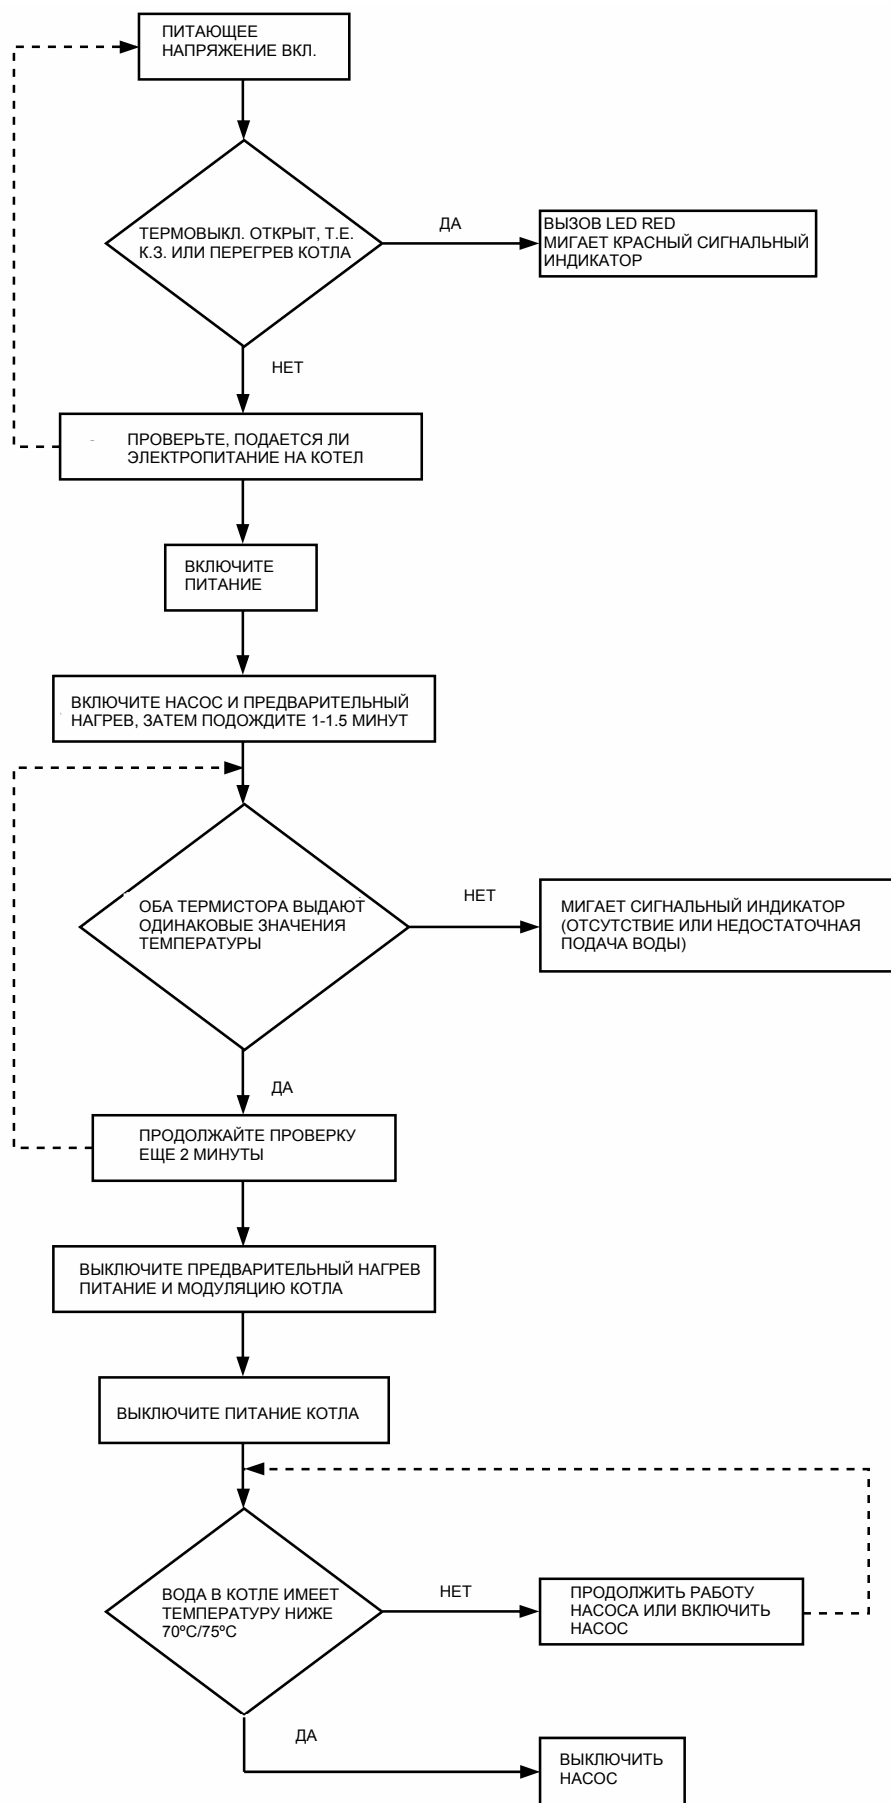 ПИТАЮЩЕЕ
НАПРЯЖЕНИЕ ВКЛ.
ТЕРМОВЫКЛ. ОТКРЫТ, Т.Е.
К.З. ИЛИ ПЕРЕГРЕВ КОТЛА
ДА
ВЫЗОВ LED RED
МИГАЕТ КРАСНЫЙ СИГНАЛЬНЫЙ
ИНДИКАТОР
НЕТ
ПРОВЕРЬТЕ, ПОДАЕТСЯ ЛИ
ЭЛЕКТРОПИТАНИЕ НА КОТЕЛ
ВКЛЮЧИТЕ
ПИТАНИЕ
ВКЛЮЧИТЕ НАСОС И ПРЕДВАРИТЕЛЬНЫЙ
НАГРЕВ, ЗАТЕМ ПОДОЖДИТЕ 1-1.5 МИНУТ
ОБА ТЕРМИСТОРА ВЫДАЮТ
ОДИНАКОВЫЕ ЗНАЧЕНИЯ
ТЕМПЕРАТУРЫ
НЕТ
МИГАЕТ СИГНАЛЬНЫЙ ИНДИКАТОР
(ОТСУТСТВИЕ ИЛИ НЕДОСТАТОЧНАЯ
ПОДАЧА ВОДЫ)
ДА
ПРОДОЛЖАЙТЕ ПРОВЕРКУ
ЕЩЕ 2 МИНУТЫ
ВЫКЛЮЧИТЕ ПРЕДВАРИТЕЛЬНЫЙ НАГРЕВ
ПИТАНИЕ И МОДУЛЯЦИЮ КОТЛА
ВЫКЛЮЧИТЕ ПИТАНИЕ КОТЛА
ВОДА В КОТЛЕ ИМЕЕТ
ТЕМПЕРАТУРУ НИЖЕ
70ºC/75ºC
НЕТ
ПРОДОЛЖИТЬ РАБОТУ
НАСОСА ИЛИ ВКЛЮЧИТЬ
НАСОС
ДА
ВЫКЛЮЧИТЬ
НАСОС